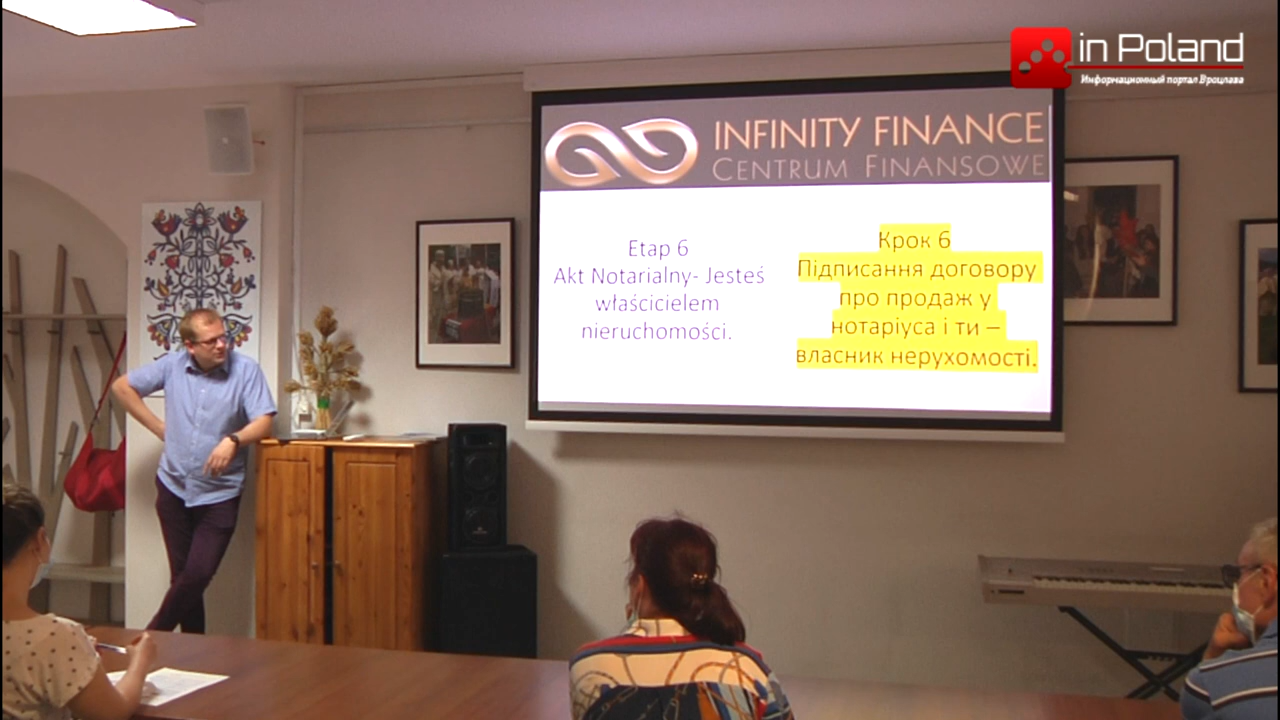 in Poland
Информационный портал Вроцлава
INFINITY FINANCE
CENTRUM FINANSOWE
Etap 6
Akt Notarialny- Jesteś
właścicielem
nieruchomości.
Крок 6
Підписання договору
про продаж у
нотаріуса і ти –
власник нерухомості.